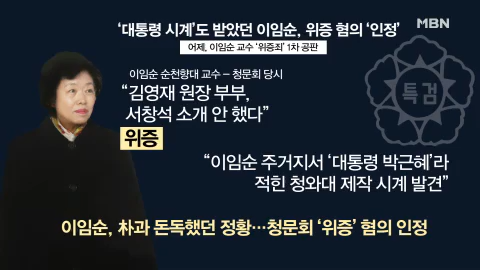 MBN
‘대통령 시계’도 받았던 이임순, 위증 혐의 ‘인정’
어제, 이임순 교수 ‘위증죄’ 1차 공판
이임순 순천향대 교수 – 청문회 당시
“김영재 원장 부부,
서창석 소개 안 했다”
위증
특검
“이임순 주거지서 ‘대통령 박근혜’라
적힌 청와대 제작 시계 발견”
이임순, 朴과 돈독했던 정황…청문회 ‘위증’ 혐의 인정